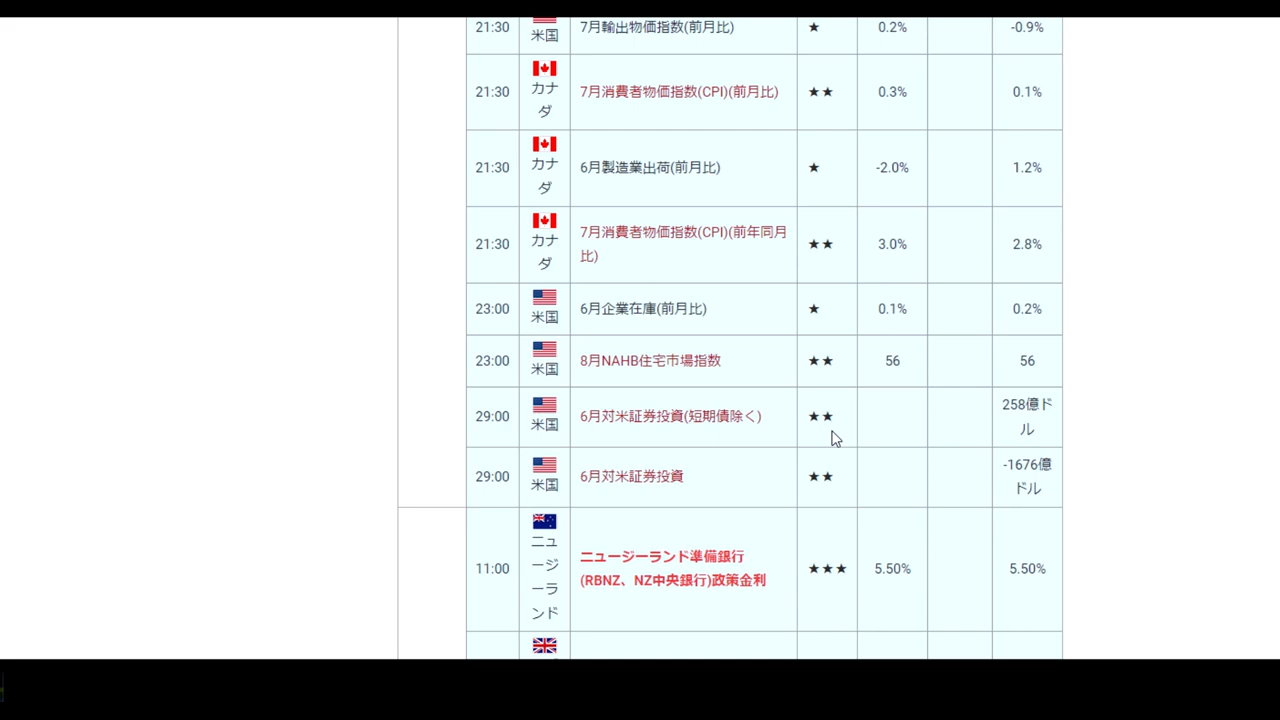 21:30 米国 7月輸出物価指数(前月比) ★ 0.2% -0.9%
21:30 カナ
ダ 7月消費者物価指数(CPI)(前月比) ★★ 0.3% 0.1%
21:30 カナ
ダ 6月製造業出荷(前月比) ★ -2.0% 1.2%
21:30 カナ
ダ 7月消費者物価指数(CPI)(前年同月
比) ★★ 3.0% 2.8%
23:00 米国 6月企業在庫(前月比) ★ 0.1% 0.2%
23:00 米国 8月NAHB住宅市場指数 ★★ 56 56
29:00 米国 6月対米証券投資(短期債除く) ★★ 258億ド
ル
29:00 米国 6月対米証券投資 ★★ -1676億
ドル
11:00 ニュ
ージ
ーラ
ンド ニュージーランド準備銀行
(RBNZ、NZ中央銀行)政策金利 ★★★ 5.50% 5.50%